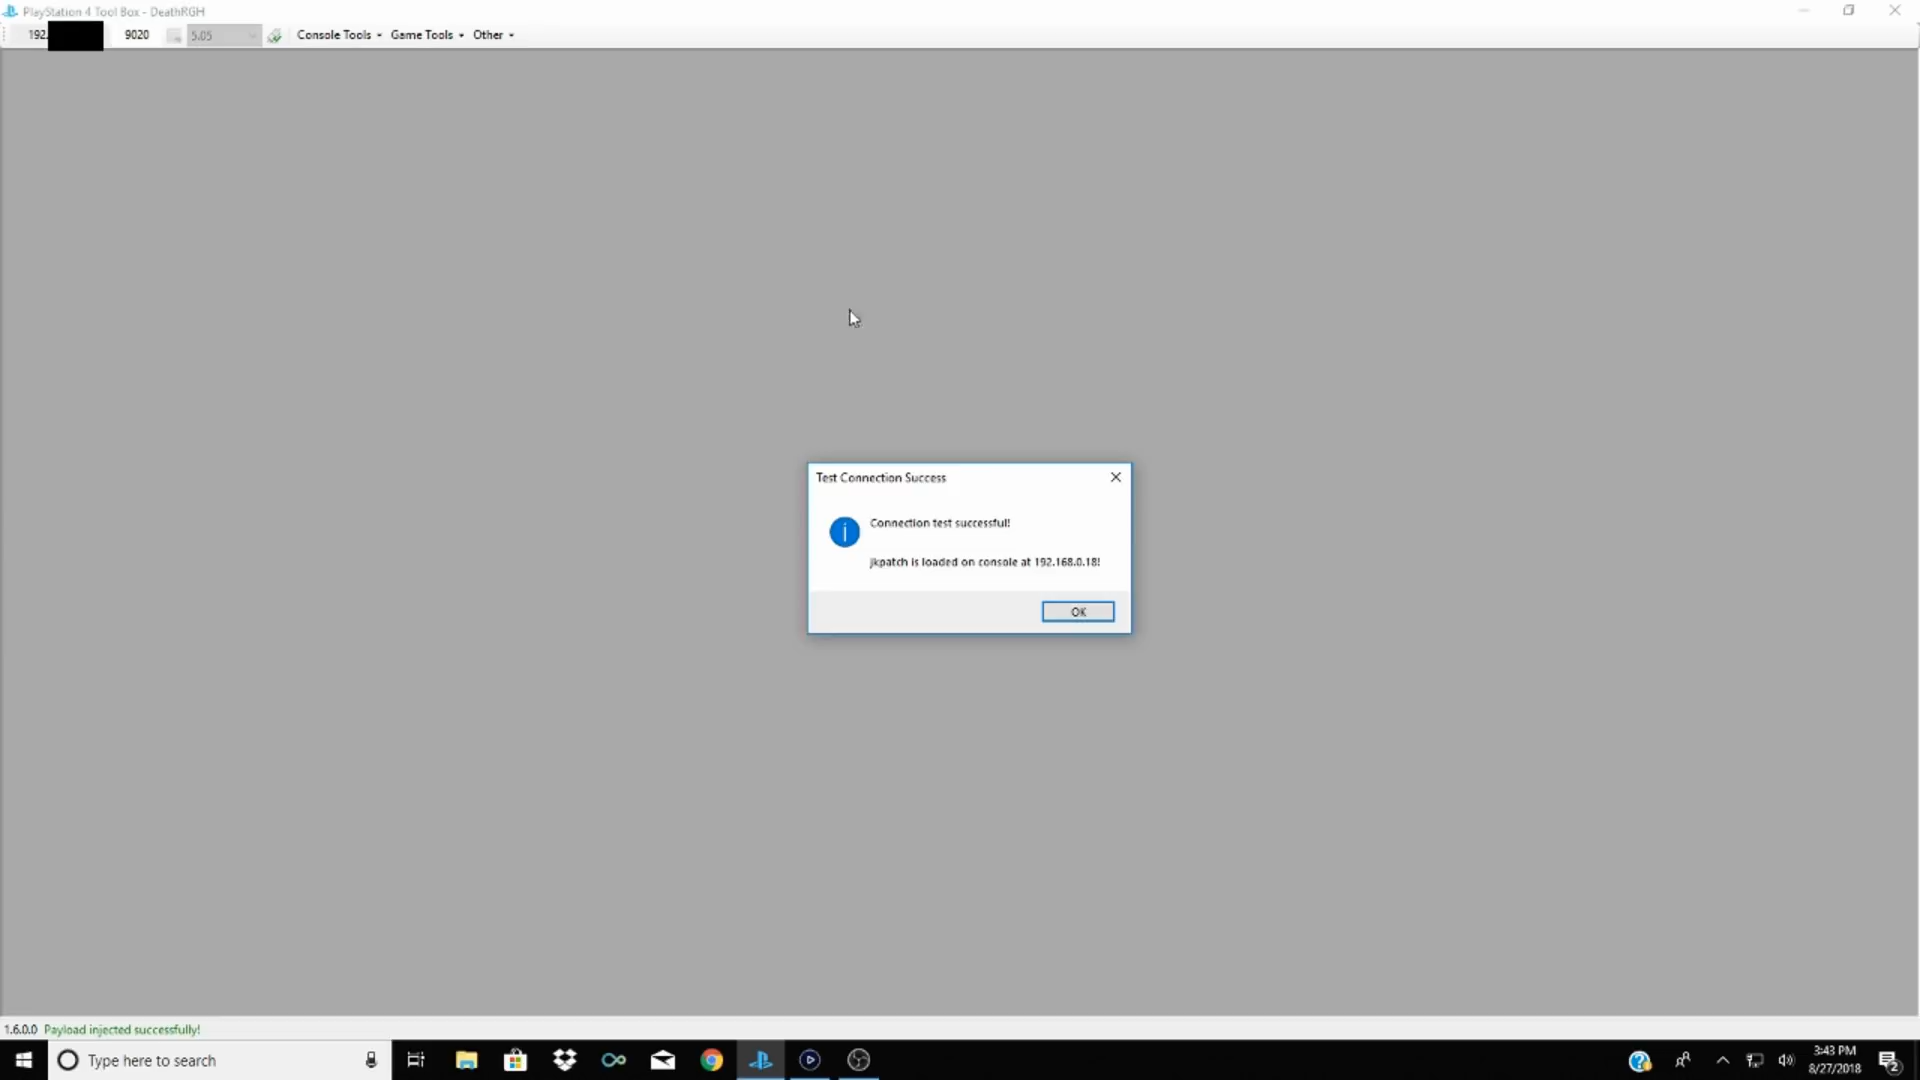 PlayStation 4 Tool Box - DeathRGH
192. 9020 5.05 Console Tools Game Tools Other
Test Connection Success
Connection test successful!
jkpatch is loaded on console at 192.168.0.18!
OK
1.6.0.0 Payload injected successfully!
Type here to search
3:43 PM
8/27/2018
2